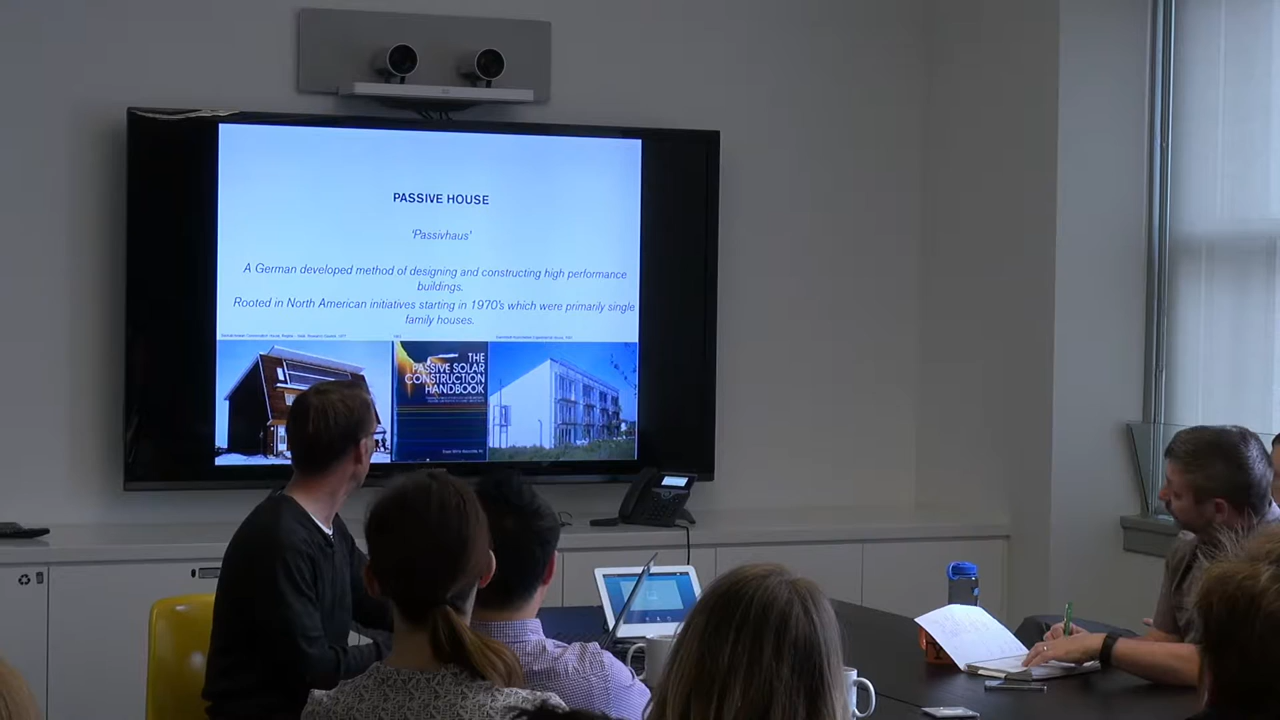 PASSIVE HOUSE
'Passivhaus'
A German developed method of designing and constructing high performance
buildings.
Rooted in North American initiatives starting in 1970's which were primarily single
family houses.
THE
PASSIVE SOLAR
CONSTRUCTION
HANDBOOK